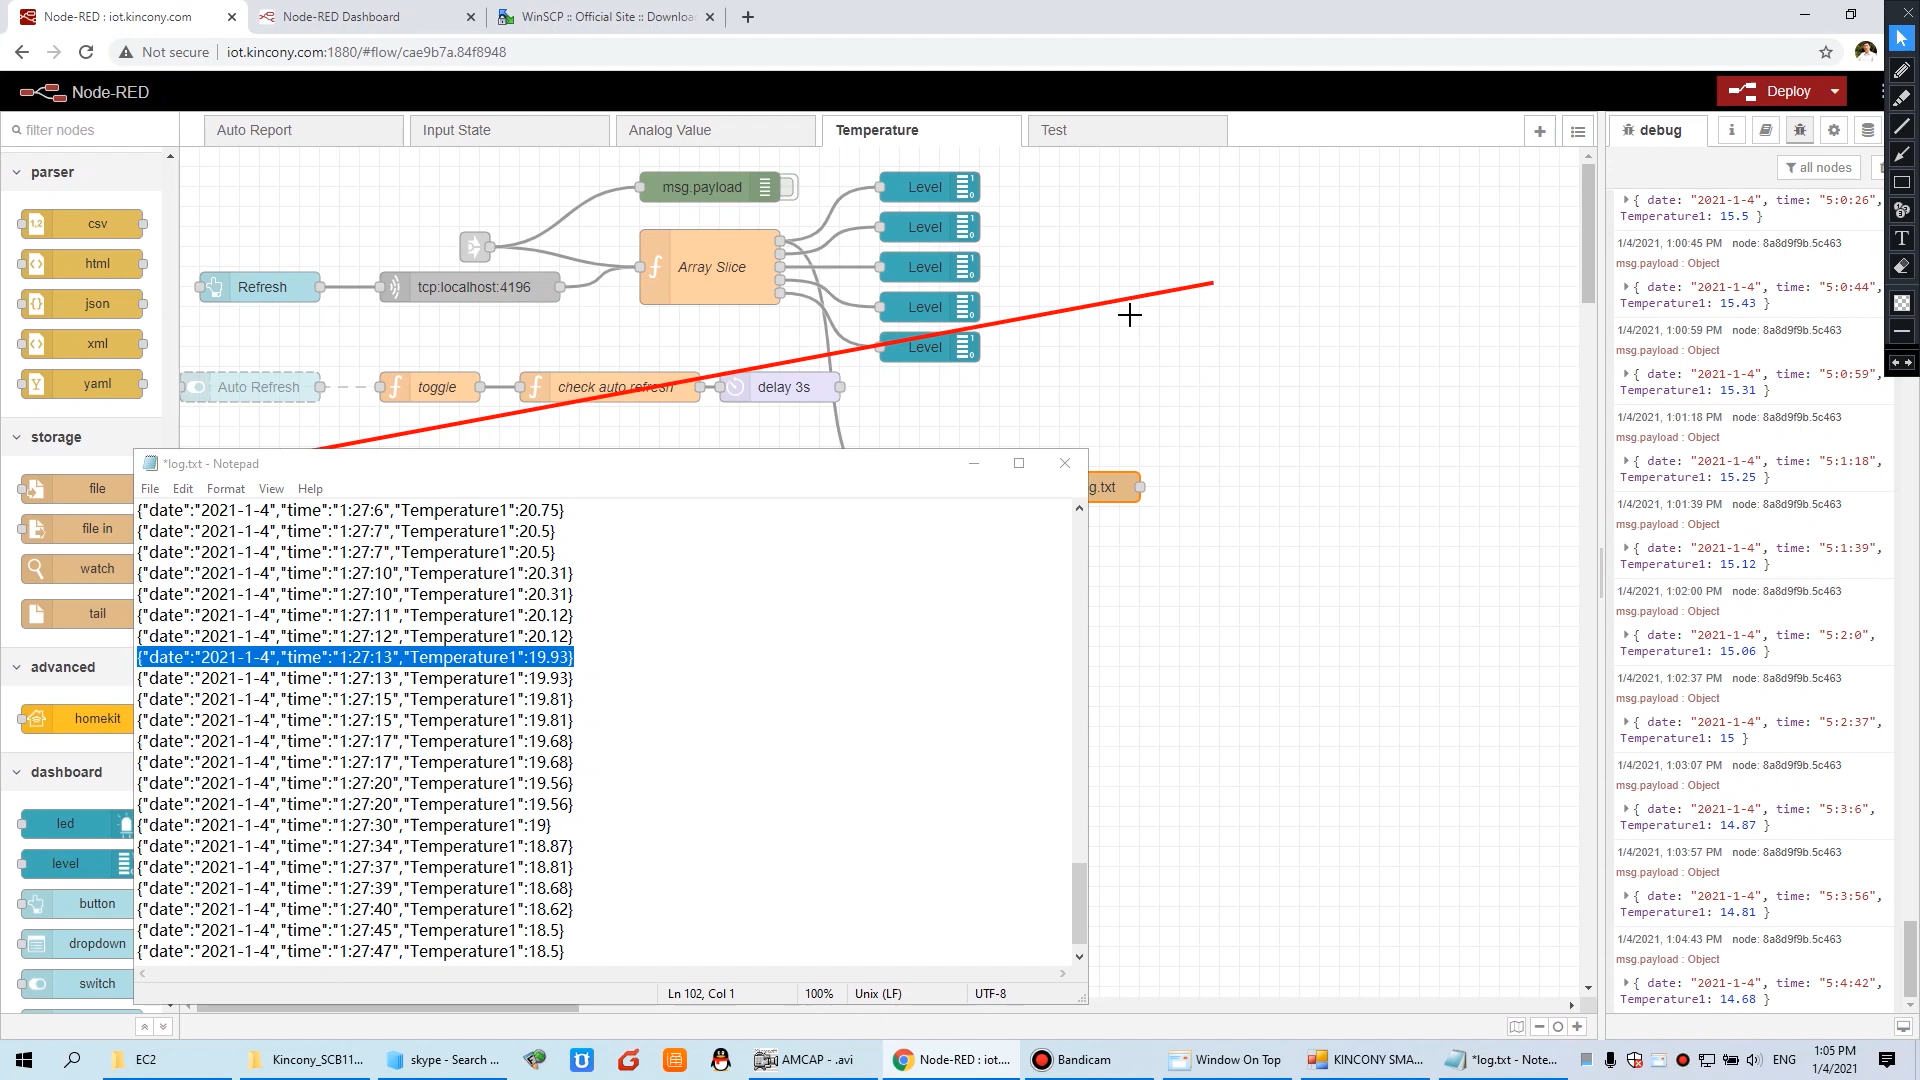 Node-RED : iot.kincony.com
Node-RED Dashboard
WinSCP :: Official Site :: Downloa
Not secure
iot.kincony.com:1880/#flow/cae9b7a.84f8948
Node-RED
Deploy
filter nodes
Auto Report
Input State
Analog Value
Temperature
Test
debug
all nodes
parser
csv
html
json
xml
yaml
storage
file
file in
watch
tail
advanced
homekit
dashboard
led
level
button
dropdown
switch
msg.payload
Level
Level
Level
Level
Level
Array Slice
Refresh
tcp:localhost:4196
Auto Refresh
toggle
check auto refresh
delay 3s
g.txt
*log.txt - Notepad
File Edit Format View Help
{"date":"2021-1-4","time":"1:27:6","Temperature1":20.75}
{"date":"2021-1-4","time":"1:27:7","Temperature1":20.5}
{"date":"2021-1-4","time":"1:27:7","Temperature1":20.5}
{"date":"2021-1-4","time":"1:27:10","Temperature1":20.31}
{"date":"2021-1-4","time":"1:27:10","Temperature1":20.31}
{"date":"2021-1-4","time":"1:27:11","Temperature1":20.12}
{"date":"2021-1-4","time":"1:27:12","Temperature1":20.12}
{"date":"2021-1-4","time":"1:27:13","Temperature1":19.93}
{"date":"2021-1-4","time":"1:27:13","Temperature1":19.93}
{"date":"2021-1-4","time":"1:27:15","Temperature1":19.81}
{"date":"2021-1-4","time":"1:27:15","Temperature1":19.81}
{"date":"2021-1-4","time":"1:27:17","Temperature1":19.68}
{"date":"2021-1-4","time":"1:27:17","Temperature1":19.68}
{"date":"2021-1-4","time":"1:27:20","Temperature1":19.56}
{"date":"2021-1-4","time":"1:27:20","Temperature1":19.56}
{"date":"2021-1-4","time":"1:27:30","Temperature1":19}
{"date":"2021-1-4","time":"1:27:34","Temperature1":18.87}
{"date":"2021-1-4","time":"1:27:37","Temperature1":18.81}
{"date":"2021-1-4","time":"1:27:39","Temperature1":18.68}
{"date":"2021-1-4","time":"1:27:40","Temperature1":18.62}
{"date":"2021-1-4","time":"1:27:45","Temperature1":18.5}
{"date":"2021-1-4","time":"1:27:47","Temperature1":18.5}
Ln 102, Col 1
100%
Unix (LF)
UTF-8
{ date: "2021-1-4", time: "5:0:26",
Temperature1: 15.5 }
1/4/2021, 1:00:45 PM node: 8a8d9f9b.5c463
msg.payload : Object
{ date: "2021-1-4", time: "5:0:44",
Temperature1: 15.43 }
1/4/2021, 1:00:59 PM node: 8a8d9f9b.5c463
msg.payload : Object
{ date: "2021-1-4", time: "5:0:59",
Temperature1: 15.31 }
1/4/2021, 1:01:18 PM node: 8a8d9f9b.5c463
msg.payload : Object
{ date: "2021-1-4", time: "5:1:18",
Temperature1: 15.25 }
1/4/2021, 1:01:39 PM node: 8a8d9f9b.5c463
msg.payload : Object
{ date: "2021-1-4", time: "5:1:39",
Temperature1: 15.12 }
1/4/2021, 1:02:00 PM node: 8a8d9f9b.5c463
msg.payload : Object
{ date: "2021-1-4", time: "5:2:0",
Temperature1: 15.06 }
1/4/2021, 1:02:37 PM node: 8a8d9f9b.5c463
msg.payload : Object
{ date: "2021-1-4", time: "5:2:37",
Temperature1: 15 }
1/4/2021, 1:03:07 PM node: 8a8d9f9b.5c463
msg.payload : Object
{ date: "2021-1-4", time: "5:3:6",
Temperature1: 14.87 }
1/4/2021, 1:03:57 PM node: 8a8d9f9b.5c463
msg.payload : Object
{ date: "2021-1-4", time: "5:3:56",
Temperature1: 14.81 }
1/4/2021, 1:04:43 PM node: 8a8d9f9b.5c463
msg.payload : Object
{ date: "2021-1-4", time: "5:4:42",
Temperature1: 14.68 }
EC2
Kincony_SCB11...
skype - Search ...
AMCAP - .avi
Node-RED : iot....
Bandicam
Window On Top
KINCONY SMA...
*log.txt - Note...
ENG
1:05 PM
1/4/2021